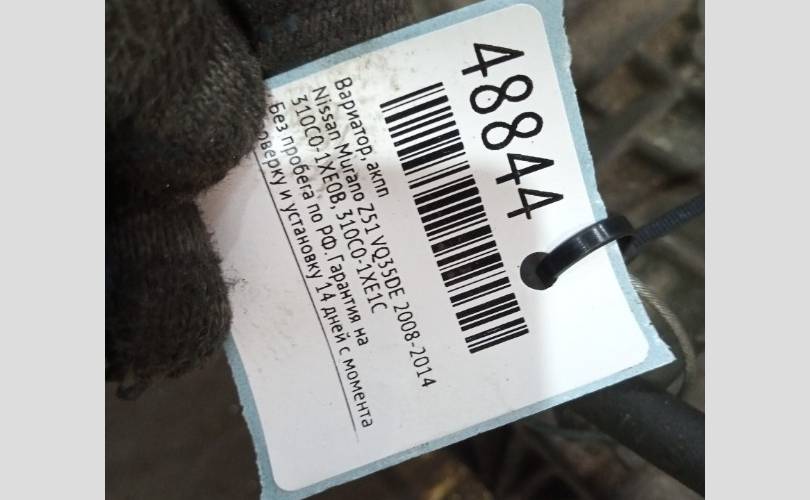 48844
Вариатор, акпп
Nissan Murano Z51 VQ35DE 2008-2014
310C0-1XE0B, 310C0-1XE1C
Без пробега по РФ. Гарантия на
установку 14 дней с момента